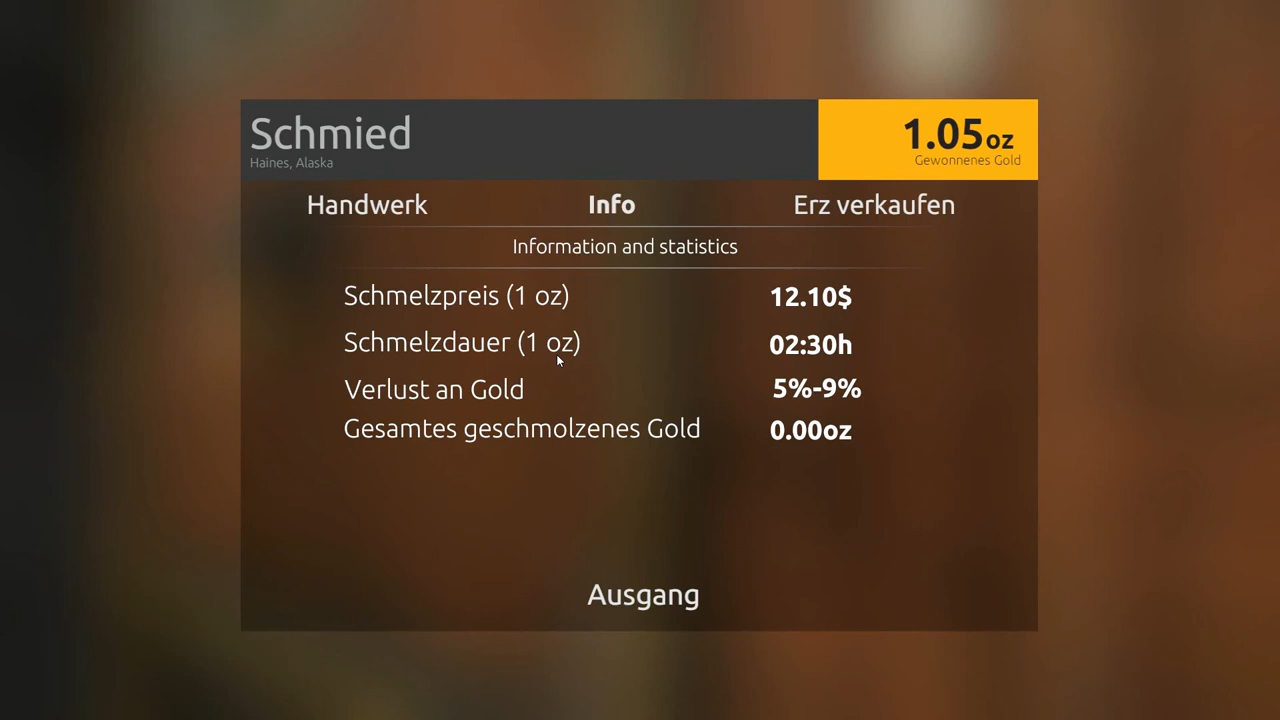 Schmied
Haines, Alaska
1.05oz
Gewonnenes Gold
Handwerk Info Erz verkaufen
Information and statistics
Schmelzpreis (1 oz) 12.10$
Schmelzdauer (1 oz) 02:30h
Verlust an Gold 5%-9%
Gesamtes geschmolzenes Gold 0.00oz
Ausgang